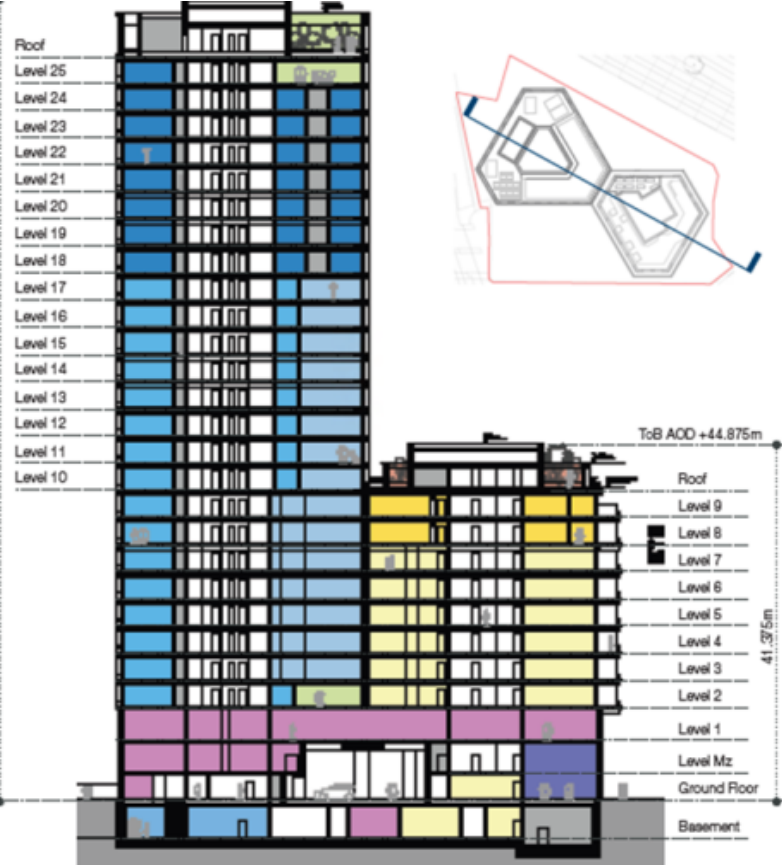 Roof
Level 25
Level 24
Level 23
Level 22
Level 21
Level 20
Level 19
Level 18
Level 17
Level 16
Level 15
Level 14
Level 13
Level 12
Level 11
Level 10
ToB AOD +44.875m
Roof
Level 9
Level 8
Level 7
Level 6
Level 5
Level 4
Level 3
Level 2
Level 1
Level Mz
Ground Floor
Basement
41.375m